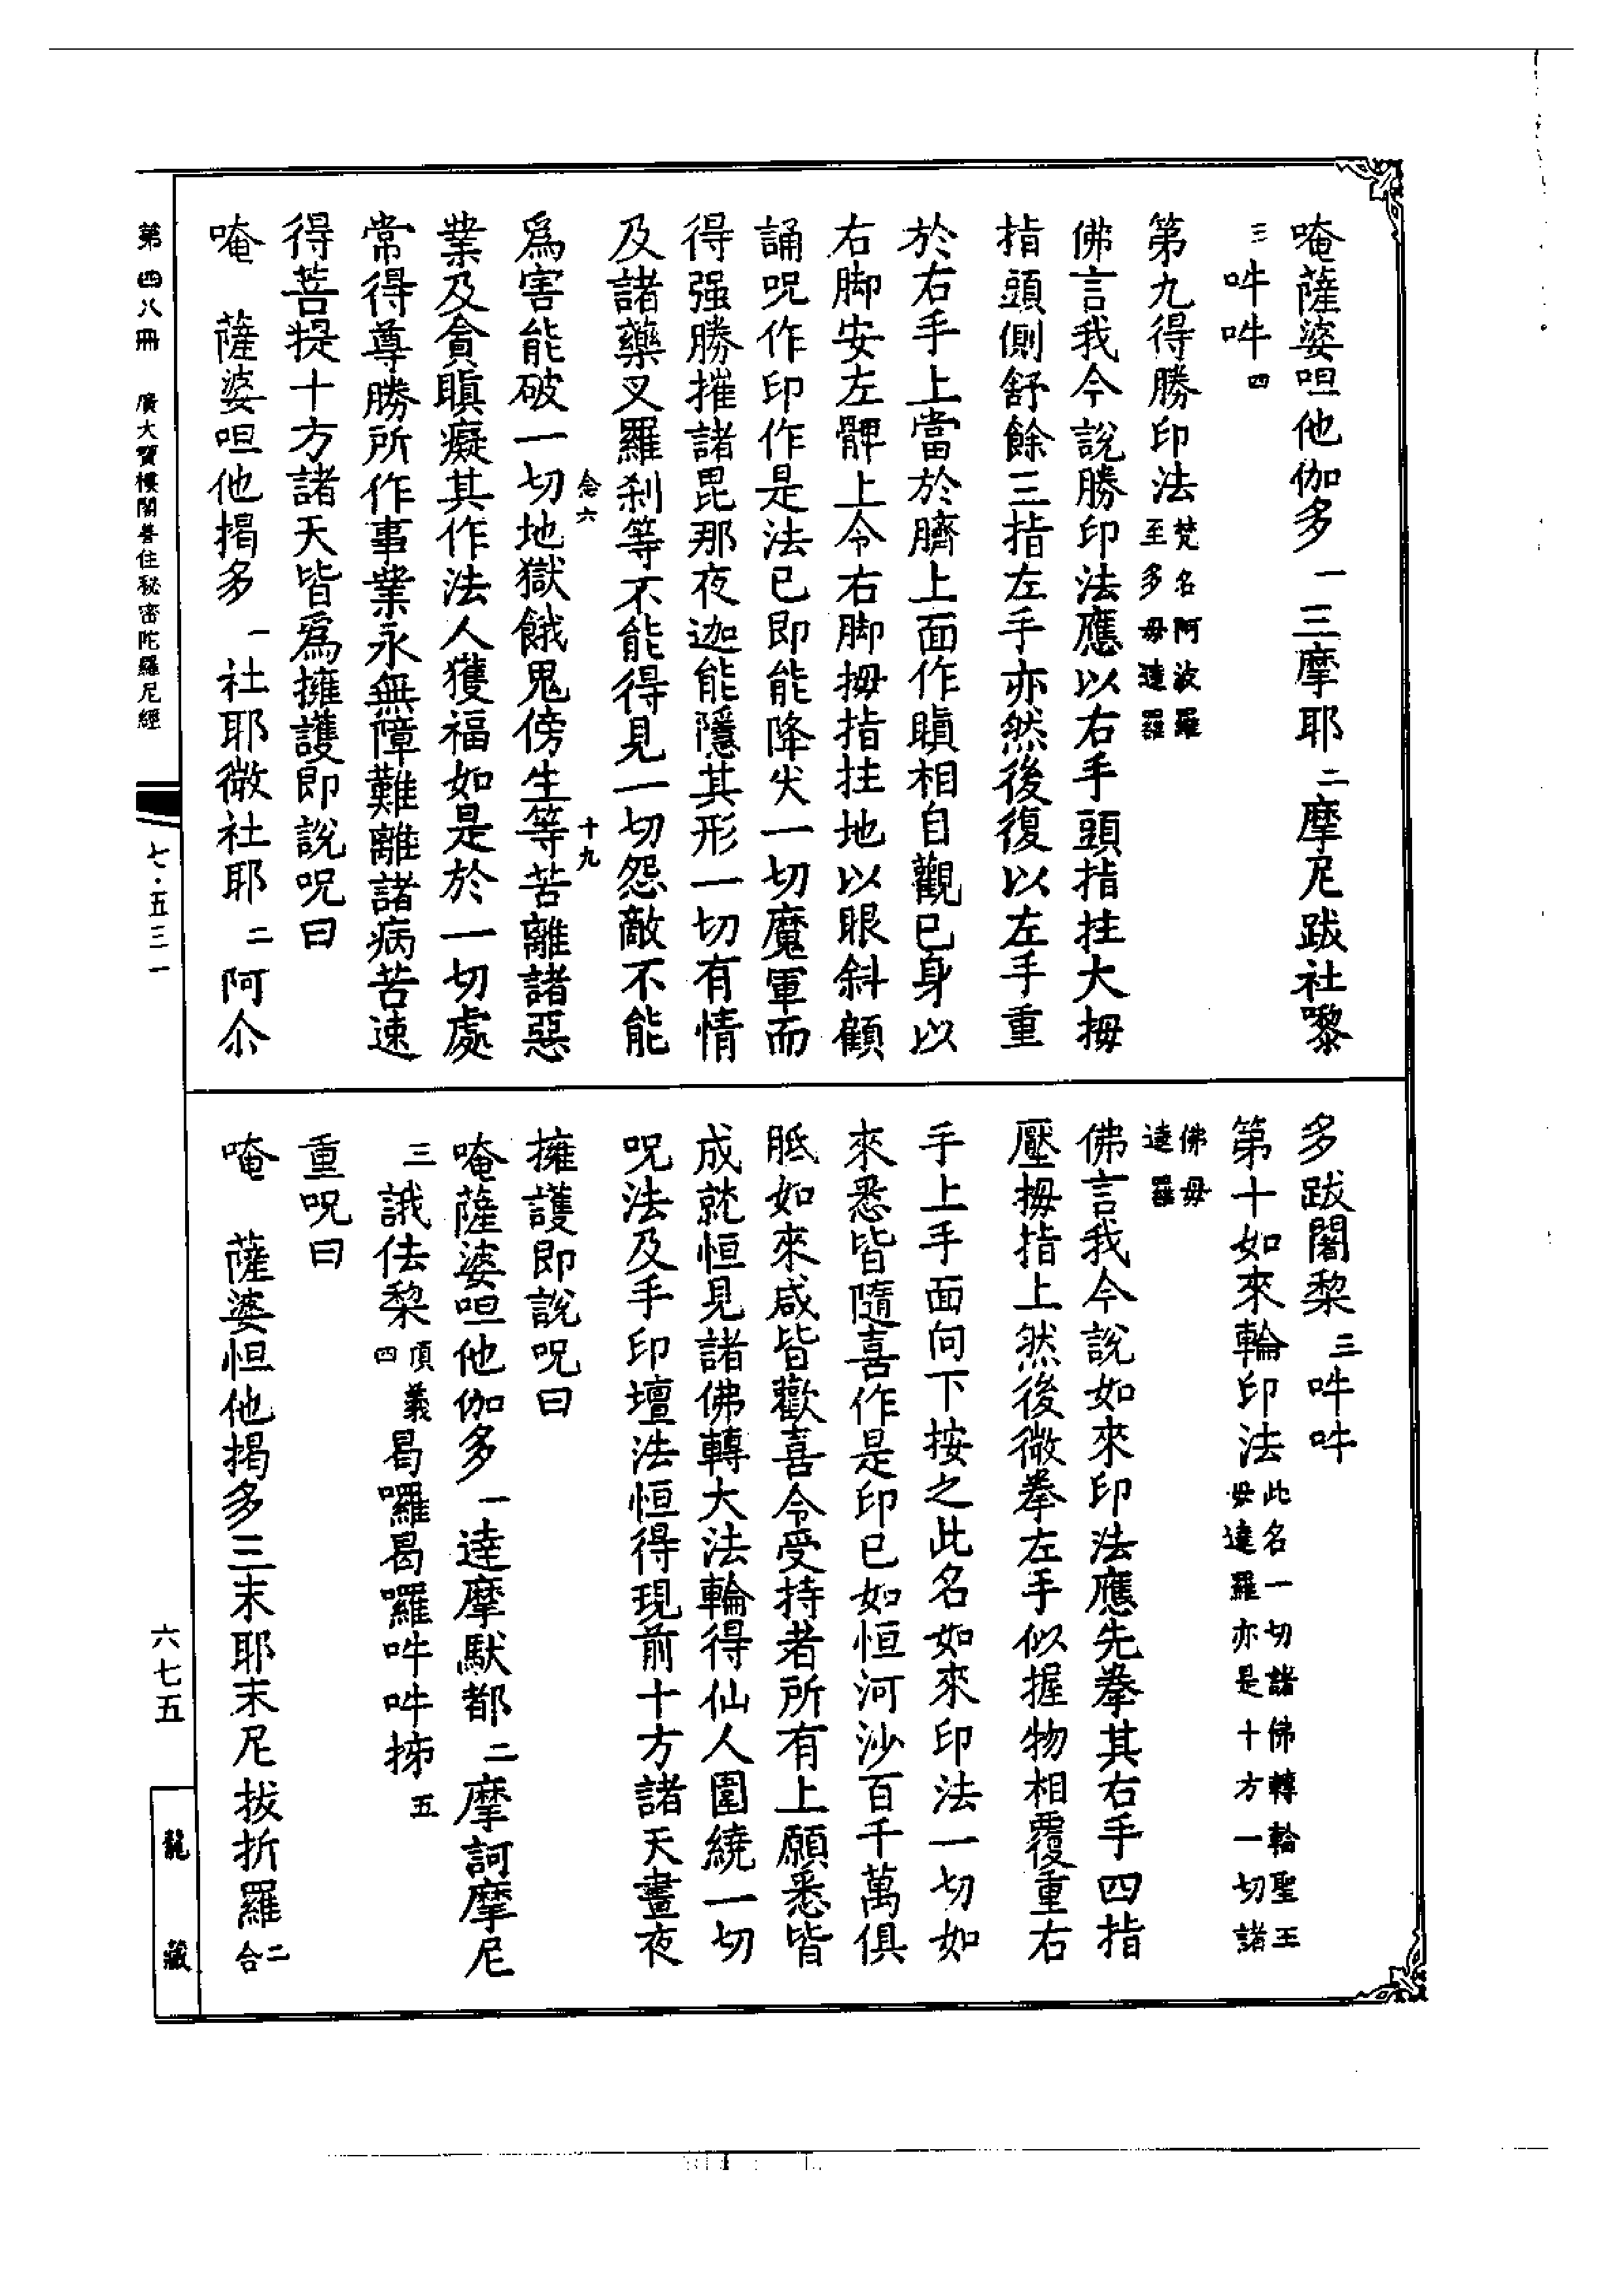 唵薩婆呾他伽多一三摩耶二摩尼跋社嚟
三吽吽四
第九得勝印法梵名阿波羅至多毋達羅
佛言我今說勝印法應以右手頭指拄大拇
指頭側舒餘三指左手亦然後復以左手重
於右手上當於臍上面作瞋相自觀已身以
右脚安左髀上令右脚拇指拄地以眼斜顧
誦呪作印作是法已即能降伏一切魔軍而
得强勝摧諸毘那夜迦能隱其形一切有情
及諸藥叉羅刹等不能得見一切怨敵不能
念六 十九
爲害能破一切地獄餓鬼傍生等苦離諸惡
業及貪瞋癡其作法人獲福如是於一切處
常得尊勝所作事業永無障難離諸病苦速
得菩提十方諸天皆爲擁護即說呪曰
唵 薩婆呾他揭多一社耶微社耶二阿尒
多跋闍黎三吽吽
第十如來輪印法此名一切諸佛轉輪聖王毋達羅亦是十方一切諸
佛毋達羅
佛言我今說如來印法應先拳其右手四指
壓拇指上然後微拳左手似握物相覆重右
手上手面向下按之此名如來印法一切如
來悉皆隨喜作是印已如恒河沙百千萬俱
胝如來咸皆歡喜令受持者所有上願悉皆
成就恒見諸佛轉大法輪得仙人圍繞一切
呪法及手印壇法恒得現前十方諸天晝夜
擁護即說呪曰
唵薩婆呾他伽多一達摩馱都二摩訶摩尼
三誐佉黎四頂義曷囉曷囉吽吽㧊五
重呪曰
唵 薩婆怛他揭多三末耶末尼拔折羅二合
第四八冊 廣大寶樓閣善住秘密陀羅尼經
七·五三一
六七五
龍藏